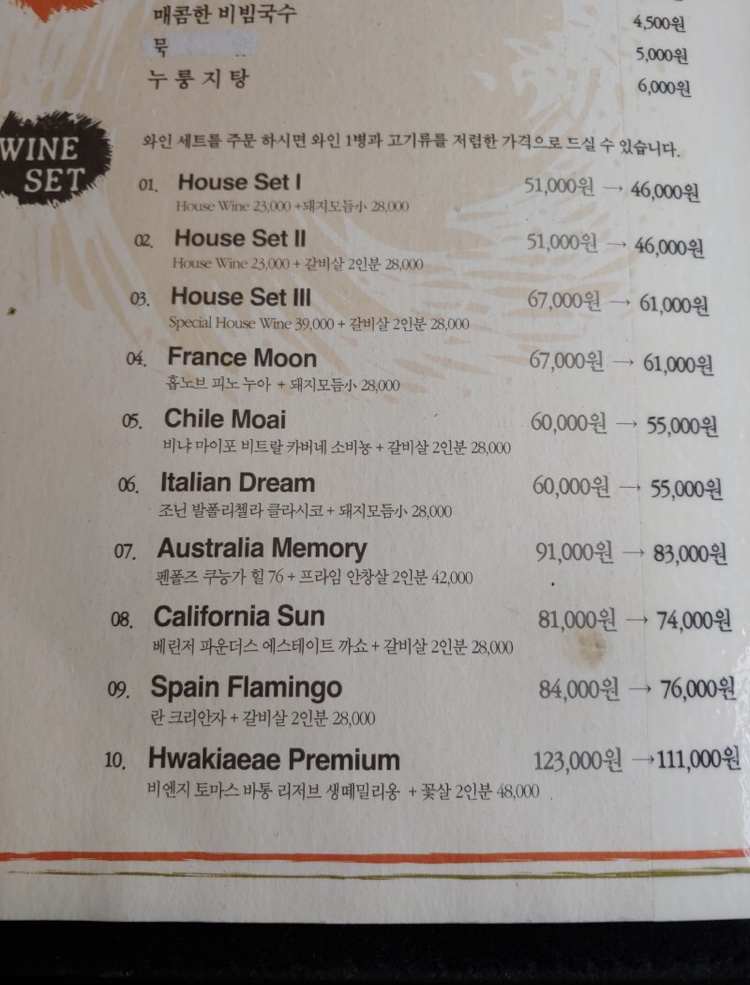 매콤한 비빔국수 4,500원
묵 5,000원
누룽지탕 6,000원
WINE
SET
와인 세트를 주문 하시면 와인 1병과 고기류를 저렴한 가격으로 드실 수 있습니다.
01. House Set I 51,000원 → 46,000원
House Wine 23,000 +돼지모듬小 28,000
02. House Set II 51,000원 → 46,000원
House Wine 23,000 + 갈비살 2인분 28,000
03. House Set III 67,000원 → 61,000원
Special House Wine 39,000 + 갈비살 2인분 28,000
04. France Moon 67,000원 → 61,000원
홉노브 피노 누아 + 돼지모듬小 28,000
05. Chile Moai 60,000원 → 55,000원
비냐 마이포 비트랄 카버네 소비뇽 + 갈비살 2인분 28,000
06. Italian Dream 60,000원 → 55,000원
조닌 발폴리첼라 클라시코 + 돼지모듬小 28,000
07. Australia Memory 91,000원 → 83,000원
펜폴즈 쿠능가 힐 76 + 프라임 안창살 2인분 42,000
08. California Sun 81,000원 → 74,000원
베린저 파운더스 에스테이트 까쇼 + 갈비살 2인분 28,000
09. Spain Flamingo 84,000원 → 76,000원
란 크리안자 + 갈비살 2인분 28,000
10. Hwakiaeae Premium 123,000원 →111,000원
비엔지 토마스 바통 리저브 생떼밀리옹 + 꽃살 2인분 48,000